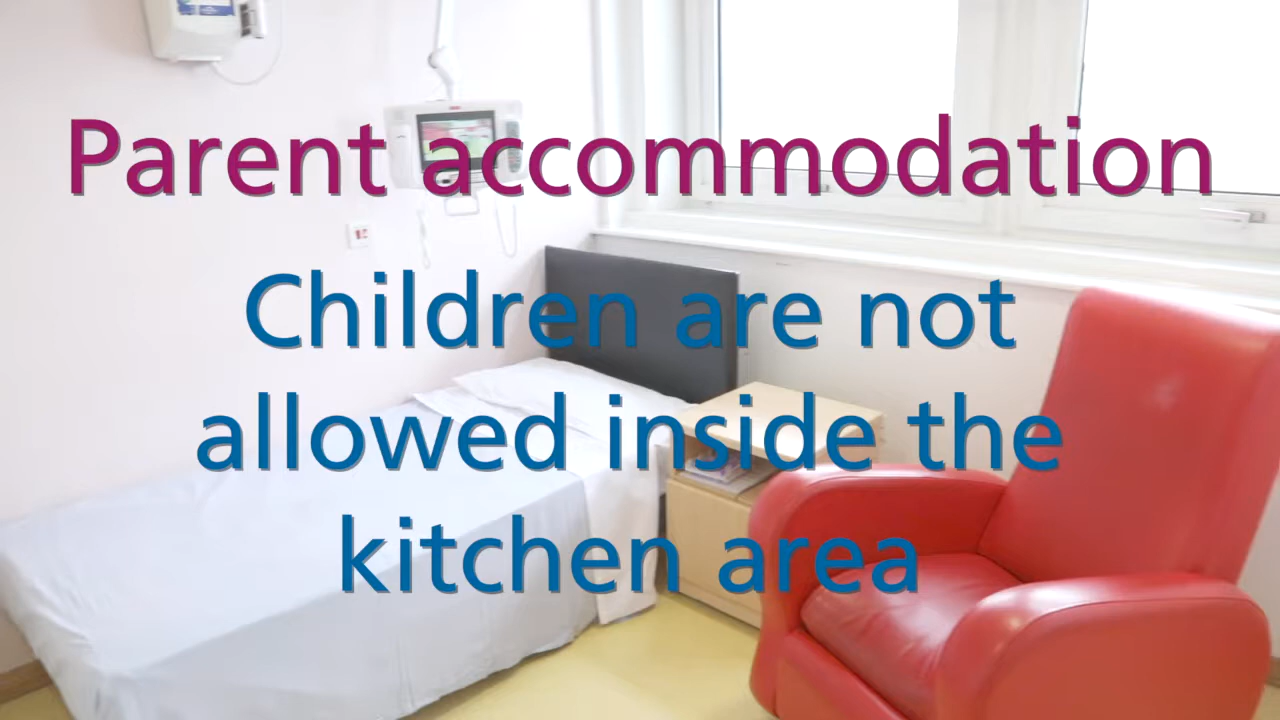 Parent accommodation
Children are not
allowed inside the
kitchen area